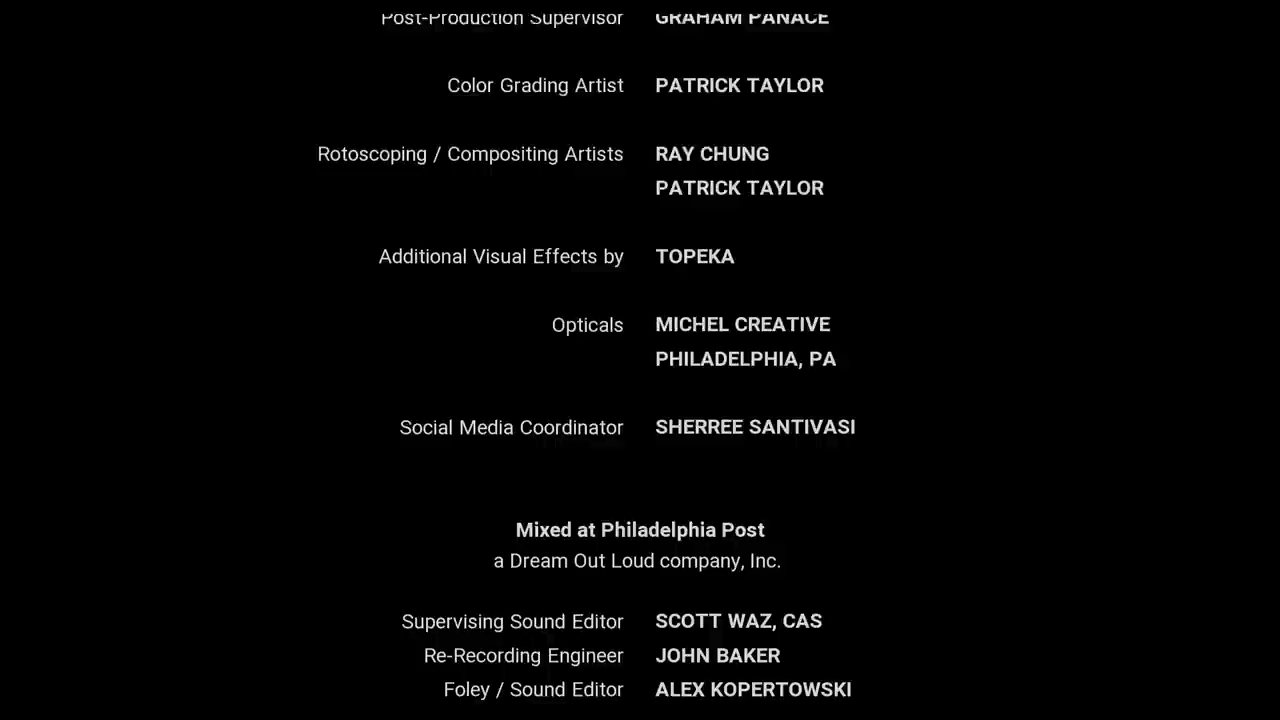 Post-Production Supervisor GRAHAM PANACE
Color Grading Artist PATRICK TAYLOR
Rotoscoping / Compositing Artists RAY CHUNG
PATRICK TAYLOR
Additional Visual Effects by TOPEKA
Opticals MICHEL CREATIVE
PHILADELPHIA, PA
Social Media Coordinator SHERREE SANTIVASI
Mixed at Philadelphia Post
a Dream Out Loud company, Inc.
Supervising Sound Editor SCOTT WAZ, CAS
Re-Recording Engineer JOHN BAKER
Foley / Sound Editor ALEX KOPERTOWSKI